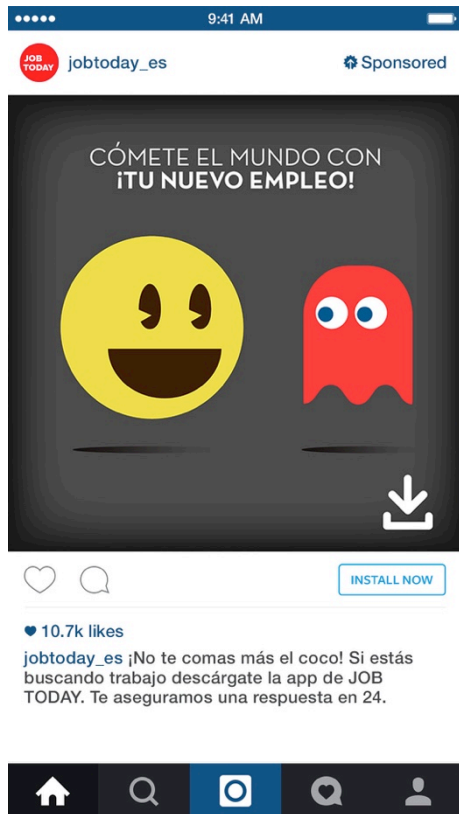 9:41 AM
JOB
TODAY
jobtoday_es
Sponsored
CÓMETE EL MUNDO CON
¡TU NUEVO EMPLEO!
INSTALL NOW
10.7k likes
jobtoday_es ¡No te comas más el coco! Si estás
buscando trabajo descárgate la app de JOB
TODAY. Te aseguramos una respuesta en 24.